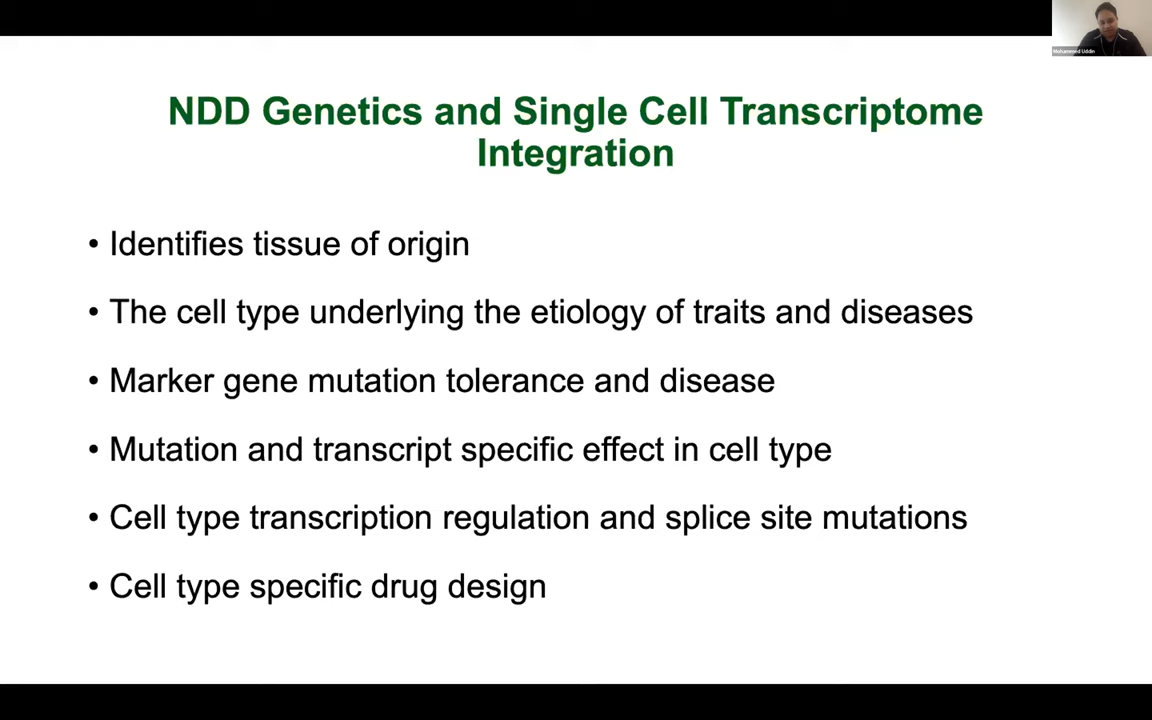 Mohammed Uddin
NDD Genetics and Single Cell Transcriptome
Integration
• Identifies tissue of origin
• The cell type underlying the etiology of traits and diseases
• Marker gene mutation tolerance and disease
• Mutation and transcript specific effect in cell type
• Cell type transcription regulation and splice site mutations
• Cell type specific drug design